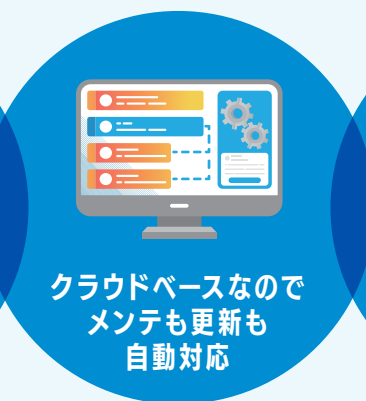 クラウドベースなので
メンテも更新も
自動対応